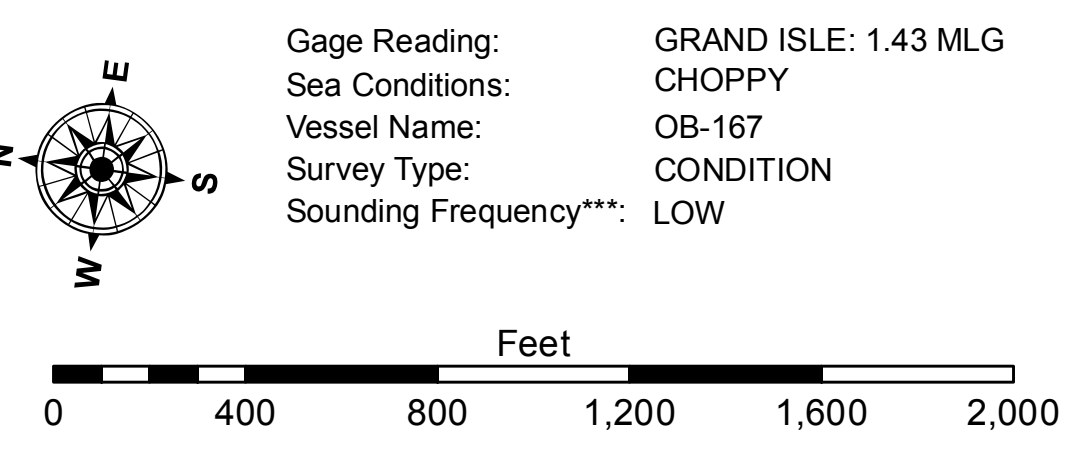 E
N
S
W
Gage Reading: GRAND ISLE: 1.43 MLG
Sea Conditions: CHOPPY
Vessel Name: OB-167
Survey Type: CONDITION
Sounding Frequency***: LOW
Feet
0 400 800 1,200 1,600 2,000